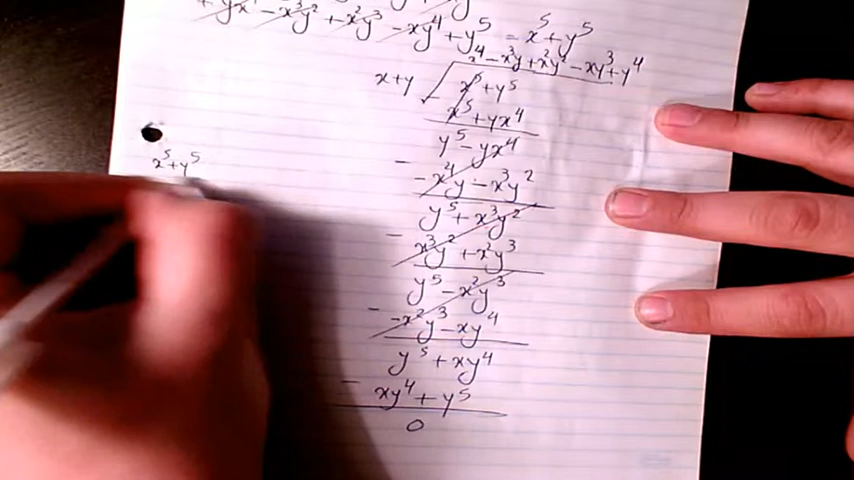 + yx⁴ - x³y² + x²y³ - xy⁴ + y⁵ = x⁵ + y⁵
x⁴ - x³y + x²y² - xy³ + y⁴
x + y
x⁵ + y⁵
x⁵ + yx⁴
y⁵ - yx⁴
x⁵ + y⁵
- -x⁴y - x³y²
y⁵ + x³y²
- x³y² + x²y³
y⁵ - x²y³
- -x²y³ - xy⁴
y⁵ + xy⁴
- xy⁴ + y⁵
0